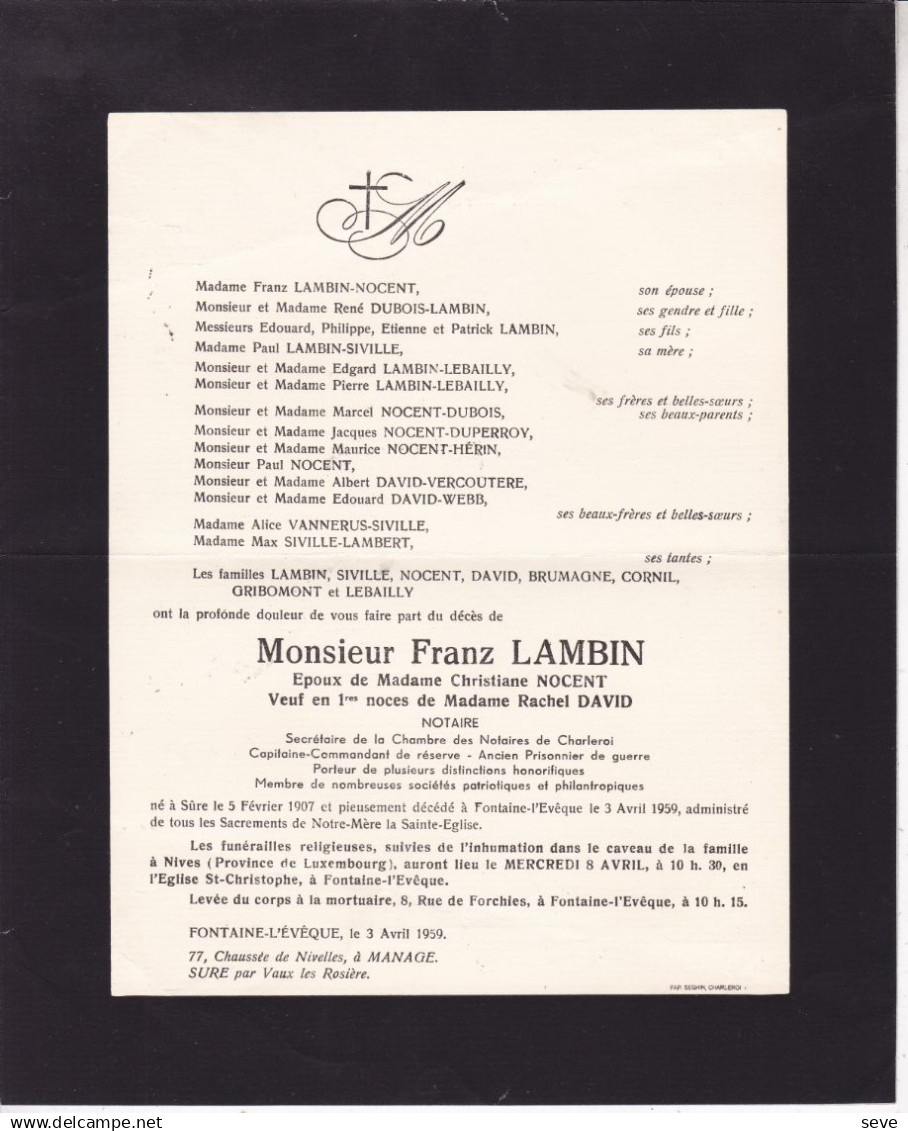 M
Madame Franz LAMBIN-NOCENT, son épouse ;
Monsieur et Madame René DUBOIS-LAMBIN, ses gendre et fille ;
Messieurs Edouard, Philippe, Etienne et Patrick LAMBIN, ses fils ;
Madame Paul LAMBIN-SIVILLE, sa mère ;
Monsieur et Madame Edgard LAMBIN-LEBAILLY,
Monsieur et Madame Pierre LAMBIN-LEBAILLY,
ses frères et belles-sœurs ;
Monsieur et Madame Marcel NOCENT-DUBOIS, ses beaux-parents ;
Monsieur et Madame Jacques NOCENT-DUPERROY,
Monsieur et Madame Maurice NOCENT-HÉRIN,
Monsieur Paul NOCENT,
Monsieur et Madame Albert DAVID-VERCOUTERE,
Monsieur et Madame Edouard DAVID-WEBB,
ses beaux-frères et belles-sœurs ;
Madame Alice VANNERUS-SIVILLE,
Madame Max SIVILLE-LAMBERT,
ses tantes ;
Les familles LAMBIN, SIVILLE, NOCENT, DAVID, BRUMAGNE, CORNIL,
GRIBOMONT et LEBAILLY
ont la profonde douleur de vous faire part du décès de
Monsieur Franz LAMBIN
Epoux de Madame Christiane NOCENT
Veuf en 1res noces de Madame Rachel DAVID
NOTAIRE
Secrétaire de la Chambre des Notaires de Charleroi
Capitaine-Commandant de réserve - Ancien Prisonnier de guerre
Porteur de plusieurs distinctions honorifiques
Membre de nombreuses sociétés patriotiques et philantropiques
né à Sûre le 5 Février 1907 et pieusement décédé à Fontaine-l'Evêque le 3 Avril 1959, administré
de tous les Sacrements de Notre-Mère la Sainte-Eglise.
Les funérailles religieuses, suivies de l'inhumation dans le caveau de la famille
à Nives (Province de Luxembourg), auront lieu le MERCREDI 8 AVRIL, à 10 h. 30, en
l'Eglise St-Christophe, à Fontaine-l'Evêque.
Levée du corps à la mortuaire, 8, Rue de Forchies, à Fontaine-l'Evêque, à 10 h. 15.
FONTAINE-L'ÉVÊQUE, le 3 Avril 1959.
77, Chaussée de Nivelles, à MANAGE.
SURE par Vaux les Rosière.
PAP. SEGHIN, CHARLEROI
seve